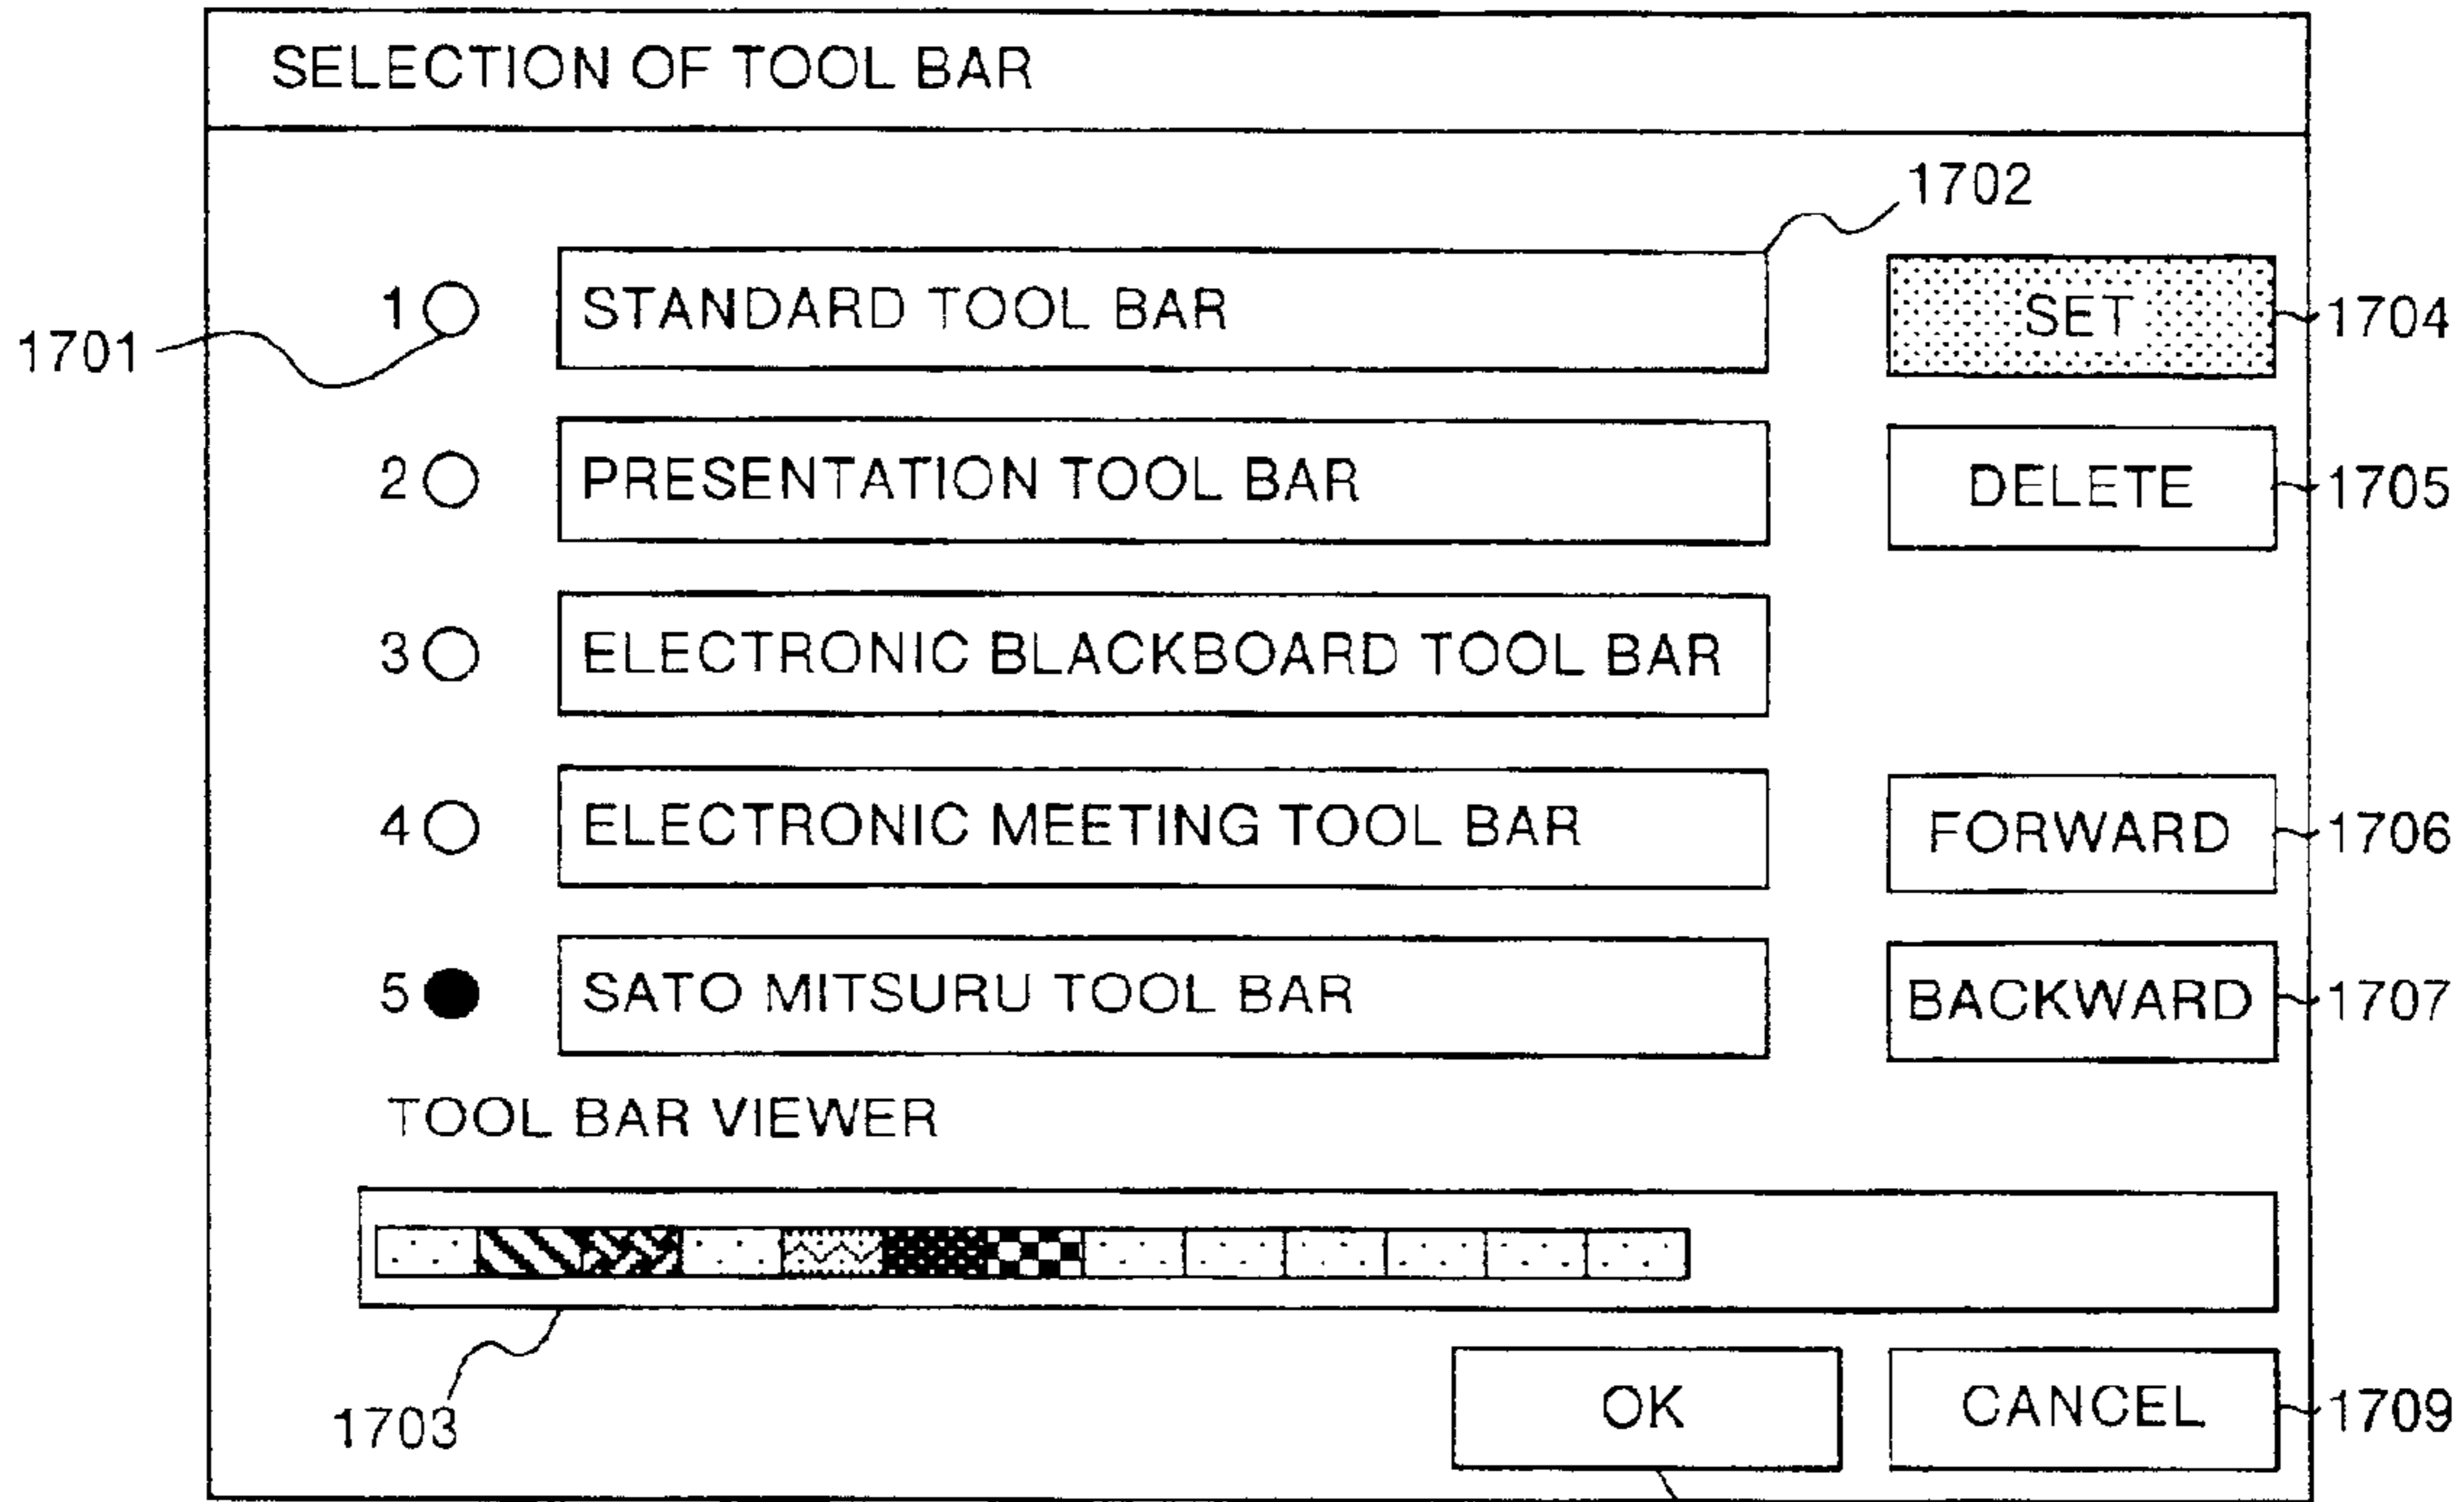 SELECTION OF TOOL BAR
1702
1 STANDARD TOOL BAR SET 1704
1701
2 PRESENTATION TOOL BAR DELETE 1705
3 ELECTRONIC BLACKBOARD TOOL BAR
4 ELECTRONIC MEETING TOOL BAR FORWARD 1706
5 SATO MITSURU TOOL BAR BACKWARD 1707
TOOL BAR VIEWER
1703
OK CANCEL 1709